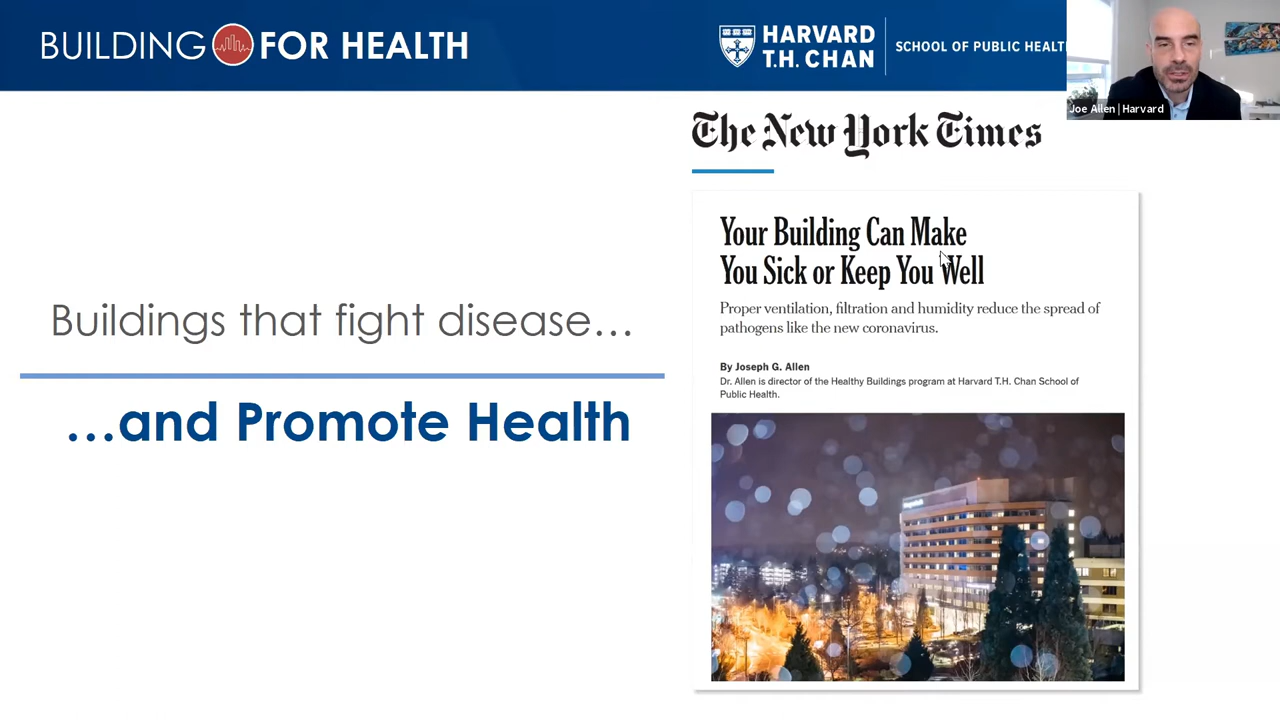 BUILDING FOR HEALTH
HARVARD
T.H. CHAN
SCHOOL OF PUBLIC HEALT
Joe Allen | Harvard
The New York Times
Your Building Can Make
You Sick or Keep You Well
Proper ventilation, filtration and humidity reduce the spread of
pathogens like the new coronavirus.
By Joseph G. Allen
Dr. Allen is director of the Healthy Buildings program at Harvard T.H. Chan School of
Public Health.
Buildings that fight disease…
…and Promote Health